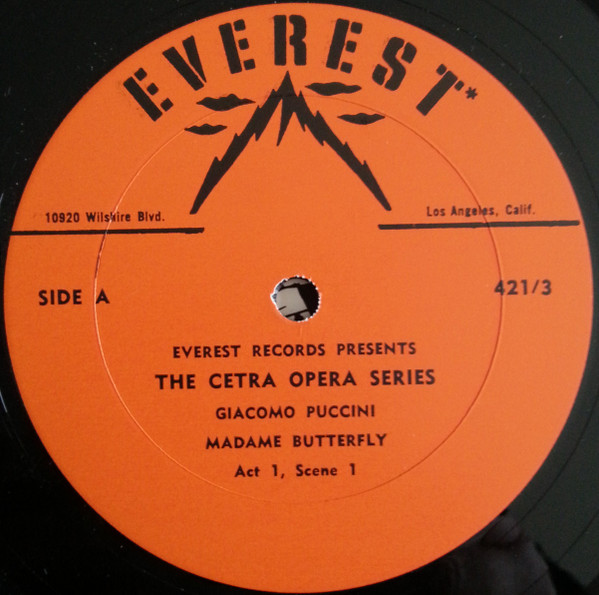 EVEREST*
10920 Wilshire Blvd.
Los Angeles, Calif.
SIDE A
421/3
EVEREST RECORDS PRESENTS
THE CETRA OPERA SERIES
GIACOMO PUCCINI
MADAME BUTTERFLY
Act 1, Scene 1